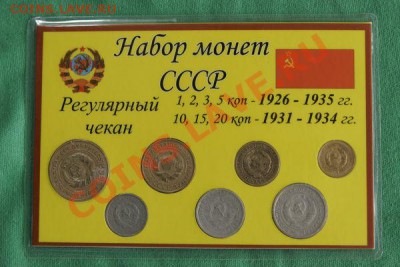 COINS.LAVE.RU
Набор монет
СССР
Регулярный
чекан
1, 2, 3, 5 коп - 1926 - 1935 гг.
10, 15, 20 коп - 1931 - 1934 гг.
COINS.LAVE.RU